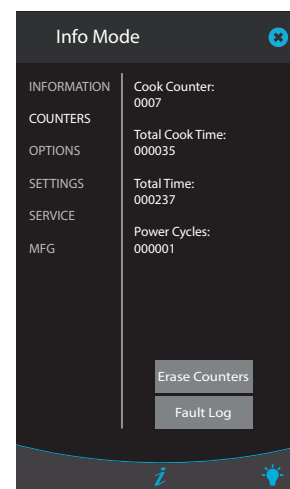 Info Mode
INFORMATION
COUNTERS
OPTIONS
SETTINGS
SERVICE
MFG
Cook Counter:
0007
Total Cook Time:
000035
Total Time:
000237
Power Cycles:
000001
Erase Counters
Fault Log
i